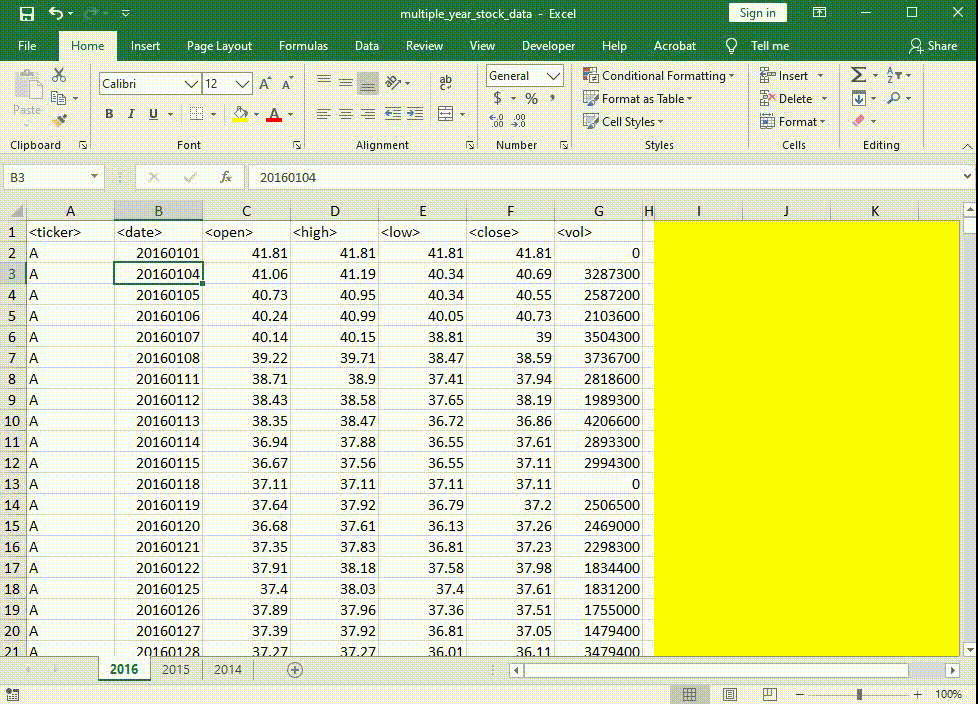 multiple_year_stock_data - Excel
Sign in
File Home Insert Page Layout Formulas Data Review View Developer Help Acrobat Tell me Share
Paste
Calibri 12
General
Conditional Formatting
Format as Table
Cell Styles
Insert
Delete
Format
B I U
$ % ,
Clipboard Font Alignment Number Styles Cells Editing
B3 fx 20160104
A B C D E F G H I J K
1 <ticker> <date> <open> <high> <low> <close> <vol>
2 A 20160101 41.81 41.81 41.81 41.81 0
3 A 20160104 41.06 41.19 40.34 40.69 3287300
4 A 20160105 40.73 40.95 40.34 40.55 2587200
5 A 20160106 40.24 40.99 40.05 40.73 2103600
6 A 20160107 40.14 40.15 38.81 39 3504300
7 A 20160108 39.22 39.71 38.47 38.59 3736700
8 A 20160111 38.71 38.9 37.41 37.94 2818600
9 A 20160112 38.43 38.58 37.65 38.19 1989300
10 A 20160113 38.35 38.47 36.72 36.86 4206600
11 A 20160114 36.94 37.88 36.55 37.61 2893300
12 A 20160115 36.67 37.56 36.55 37.11 2994300
13 A 20160118 37.11 37.11 37.11 37.11 0
14 A 20160119 37.64 37.92 36.79 37.2 2506500
15 A 20160120 36.68 37.61 36.13 37.26 2469000
16 A 20160121 37.35 37.83 36.81 37.23 2298300
17 A 20160122 37.91 38.18 37.58 37.98 1834400
18 A 20160125 37.4 38.03 37.4 37.61 1831200
19 A 20160126 37.89 37.96 37.36 37.51 1755000
20 A 20160127 37.39 37.92 36.81 37.05 1479400
21 A 20160128 37.27 37.27 36.01 36.11 3479400
2016 2015 2014
100%